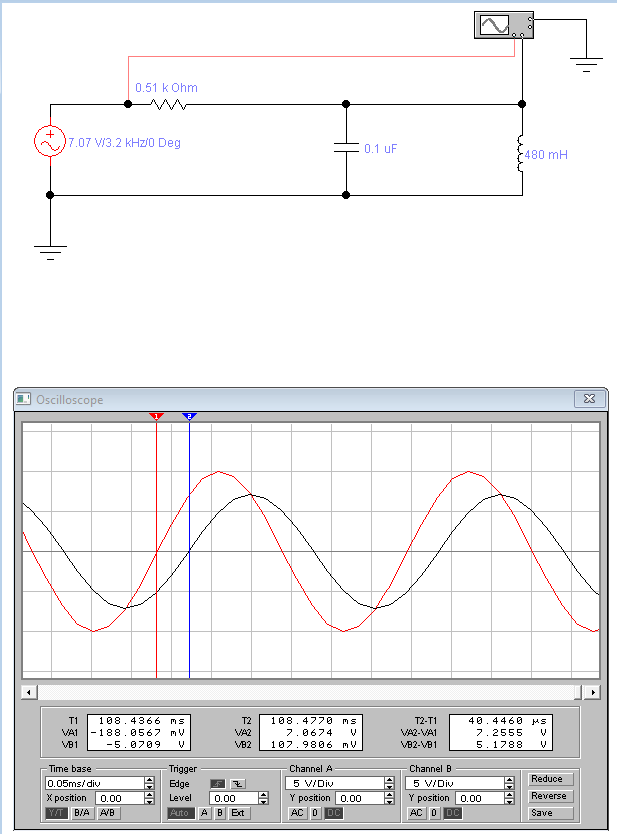 0.51 k Ohm
7.07 V/3.2 kHz/0 Deg
0.1 uF
480 mH
Oscilloscope
1 2
T1 108.4366 ms T2 108.4770 ms T2-T1 40.4460 µs
VA1 -188.0567 mV VA2 7.0674 V VA2-VA1 7.2555 V
VB1 -5.0709 V VB2 107.9806 mV VB2-VB1 5.1788 V
Time base Trigger Channel A Channel B
0.05ms/div Edge 5 V/Div 5 V/Div Reduce
X position 0.00 Level 0.00 Y position 0.00 Y position 0.00 Reverse
Y/T B/A A/B Auto A B Ext AC 0 DC AC 0 DC Save